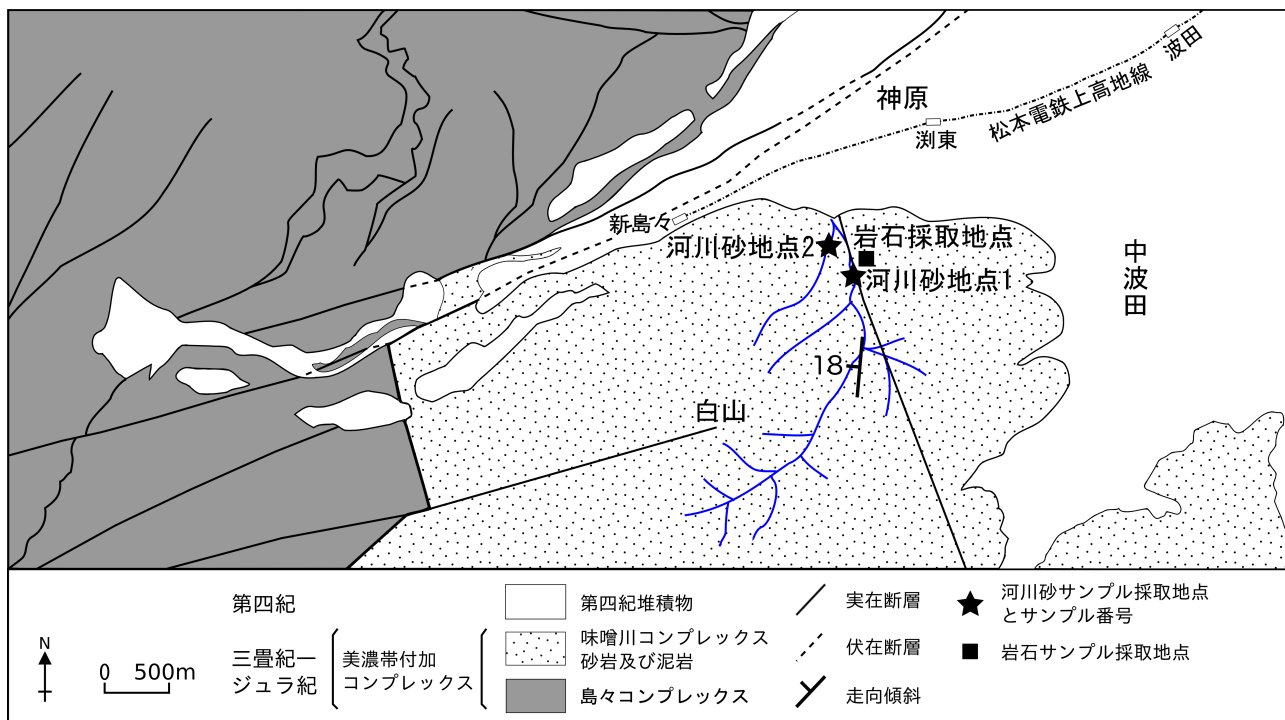 波田
神原
松本電鉄上高地線
渕東
新島々
河川砂地点2
岩石採取地点
河川砂地点1
中波田
18
白山
N
0 500m
第四紀
三畳紀ー
ジュラ紀
美濃帯付加
コンプレックス
第四紀堆積物
味噌川コンプレックス
砂岩及び泥岩
島々コンプレックス
実在断層
伏在断層
走向傾斜
河川砂サンプル採取地点
とサンプル番号
岩石サンプル採取地点